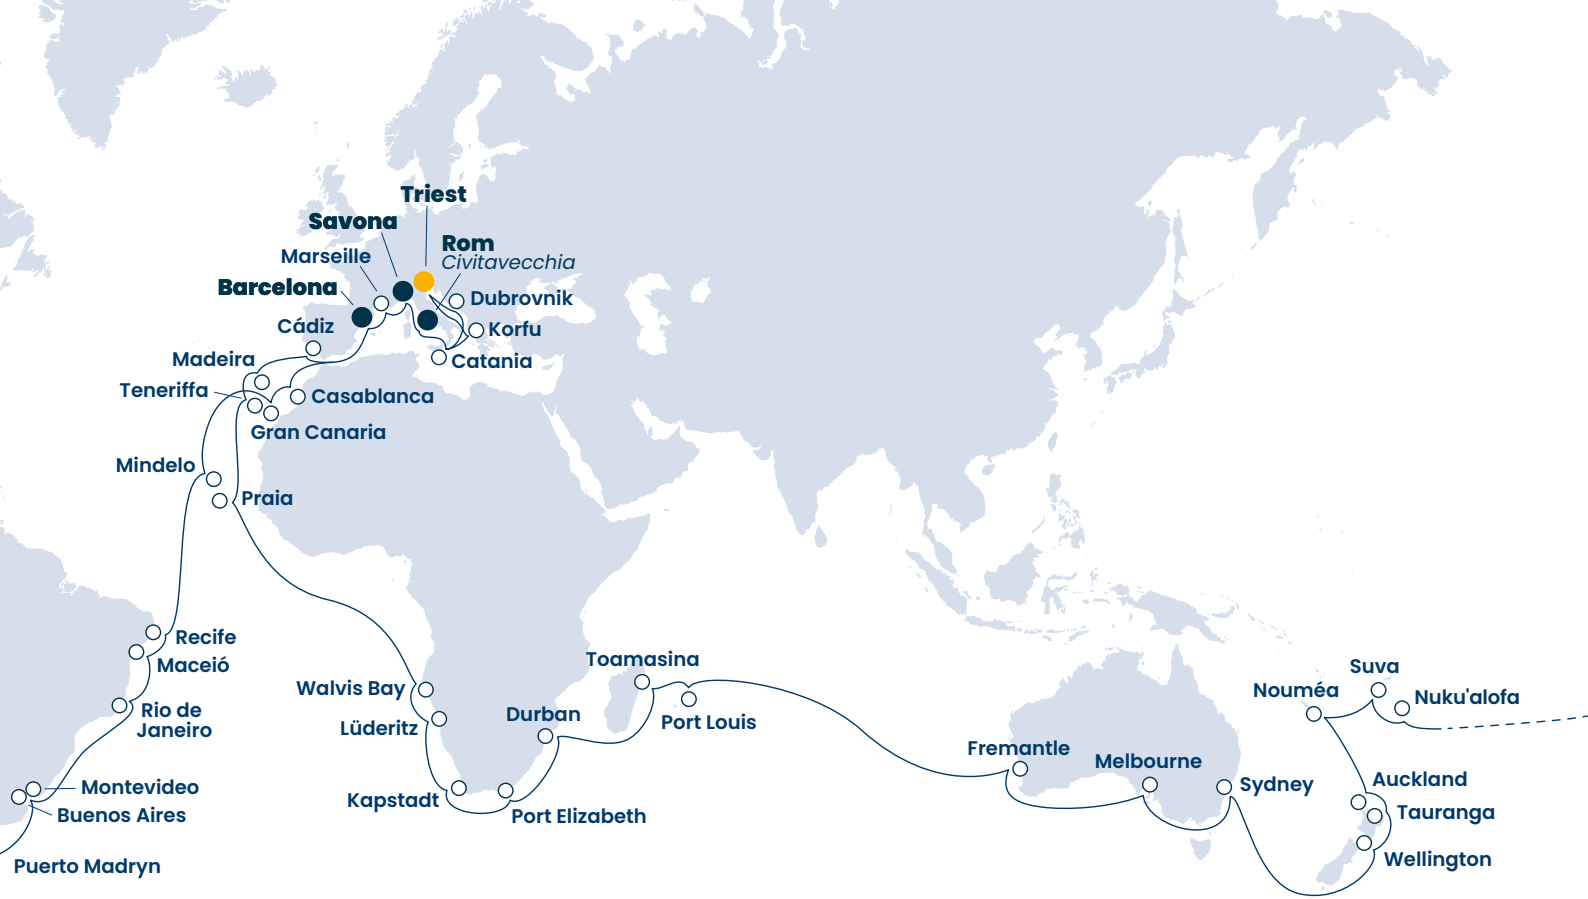 Triest
Savona
Rom
Civitavecchia
Marseille
Barcelona
Dubrovnik
Cádiz
Korfu
Madeira
Catania
Teneriffa
Casablanca
Gran Canaria
Mindelo
Praia
Recife
Maceió
Rio de
Janeiro
Montevideo
Buenos Aires
Puerto Madryn
Walvis Bay
Lüderitz
Kapstadt
Port Elizabeth
Durban
Toamasina
Port Louis
Fremantle
Melbourne
Sydney
Nouméa
Suva
Nuku'alofa
Auckland
Tauranga
Wellington